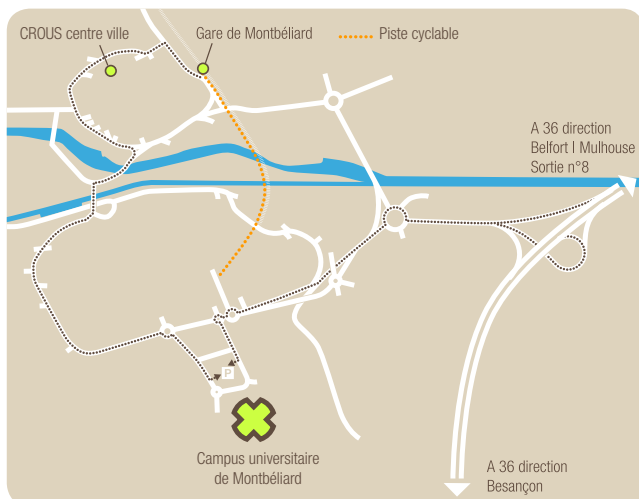 CROUS centre ville
Gare de Montbéliard
Piste cyclable
A 36 direction
Belfort I Mulhouse
Sortie n°8
P
Campus universitaire
de Montbéliard
A 36 direction
Besançon